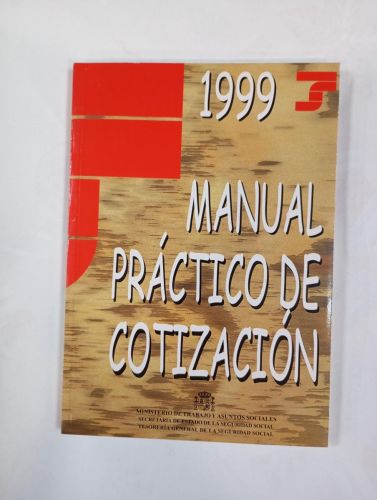 1999
MANUAL
PRÁCTICO DE
COTIZACIÓN
MINISTERIO DE TRABAJO Y ASUNTOS SOCIALES
SECRETARÍA DE ESTADO DE LA SEGURIDAD SOCIAL
TESORERÍA GENERAL DE LA SEGURIDAD SOCIAL